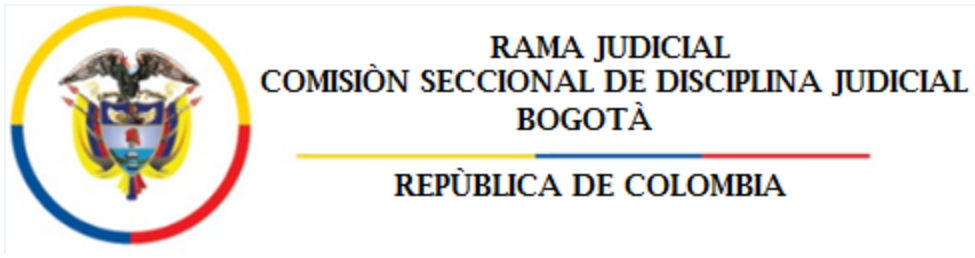 RAMA JUDICIAL
COMISIÒN SECCIONAL DE DISCIPLINA JUDICIAL
BOGOTÀ
REPÙBLICA DE COLOMBIA